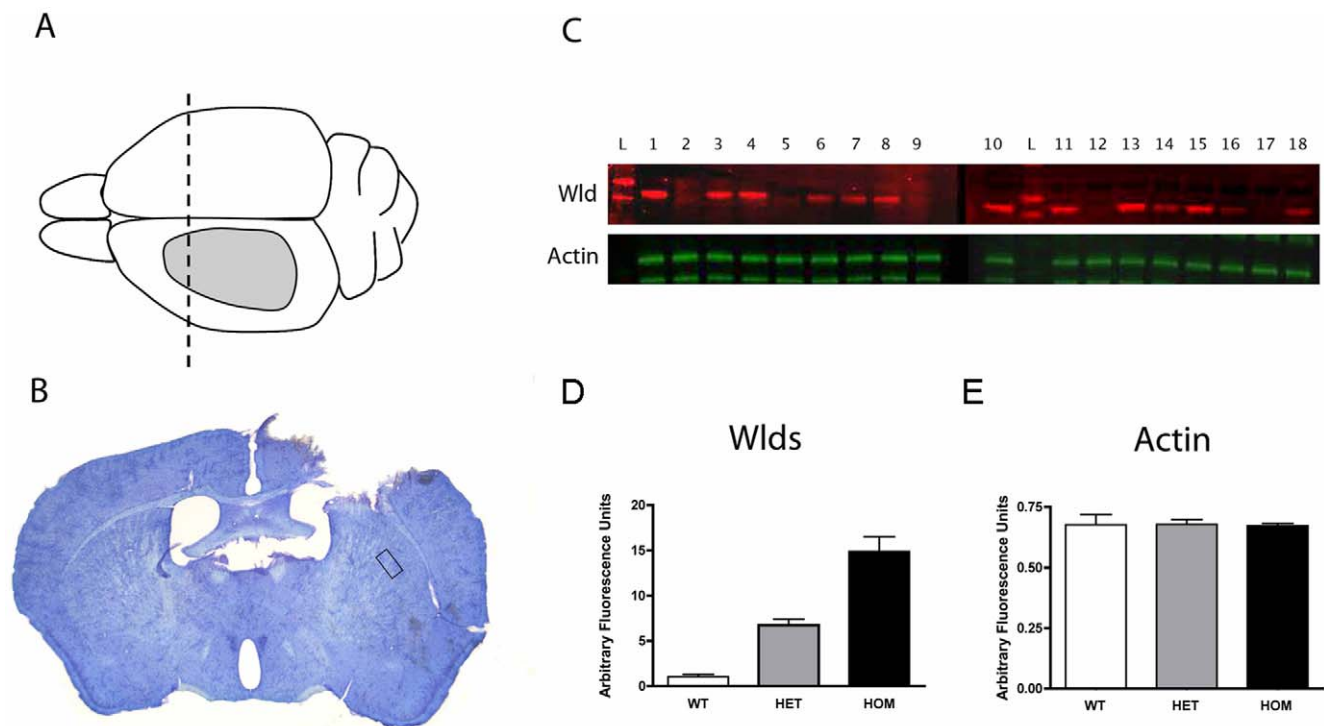 A
C
L 1 2 3 4 5 6 7 8 9 10 L 11 12 13 14 15 16 17 18
Wld
Actin
B
D
Wlds
Arbitrary Fluorescence Units
20
15
10
5
0
WT HET HOM
E
Actin
Arbitrary Fluorescence Units
0.75
0.50
0.25
0.00
WT HET HOM